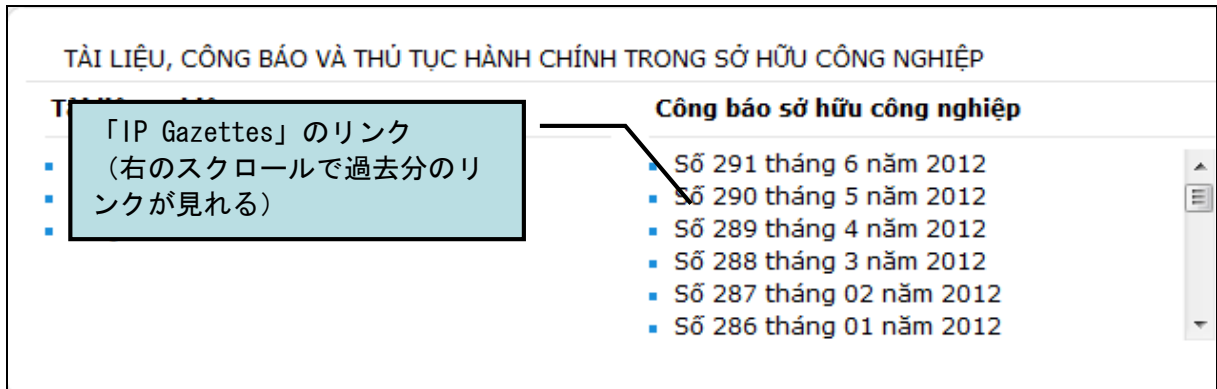 TÀI LIỆU, CÔNG BÁO VÀ THỦ TỤC HÀNH CHÍNH TRONG SỞ HỮU CÔNG NGHIỆP
Công báo sở hữu công nghiệp
「IP Gazettes」のリンク
（右のスクロールで過去分のリ
ンクが見れる）
Số 291 tháng 6 năm 2012
Số 290 tháng 5 năm 2012
Số 289 tháng 4 năm 2012
Số 288 tháng 3 năm 2012
Số 287 tháng 02 năm 2012
Số 286 tháng 01 năm 2012